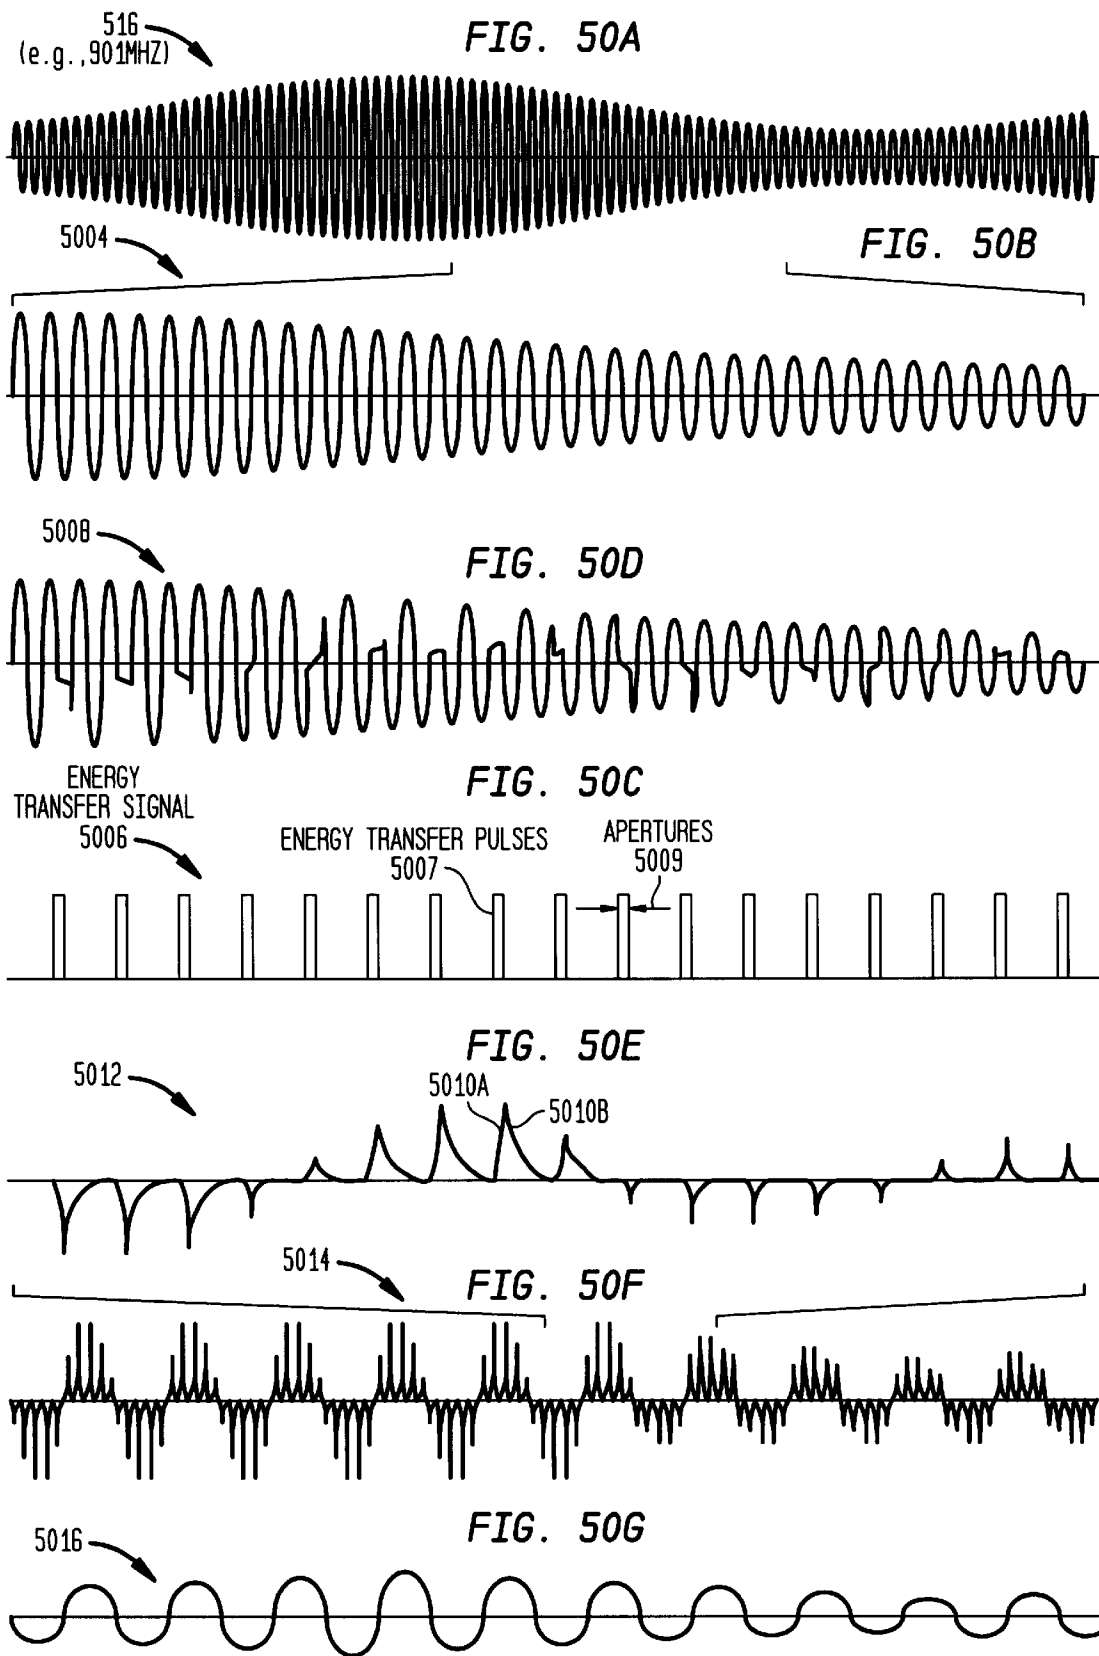 516
(e.g.,901MHZ)
FIG. 50A
5004
FIG. 50B
5008
FIG. 50D
FIG. 50C
ENERGY
TRANSFER SIGNAL
5006
ENERGY TRANSFER PULSES
5007
APERTURES
5009
FIG. 50E
5012
5010A
5010B
5014
FIG. 50F
FIG. 50G
5016